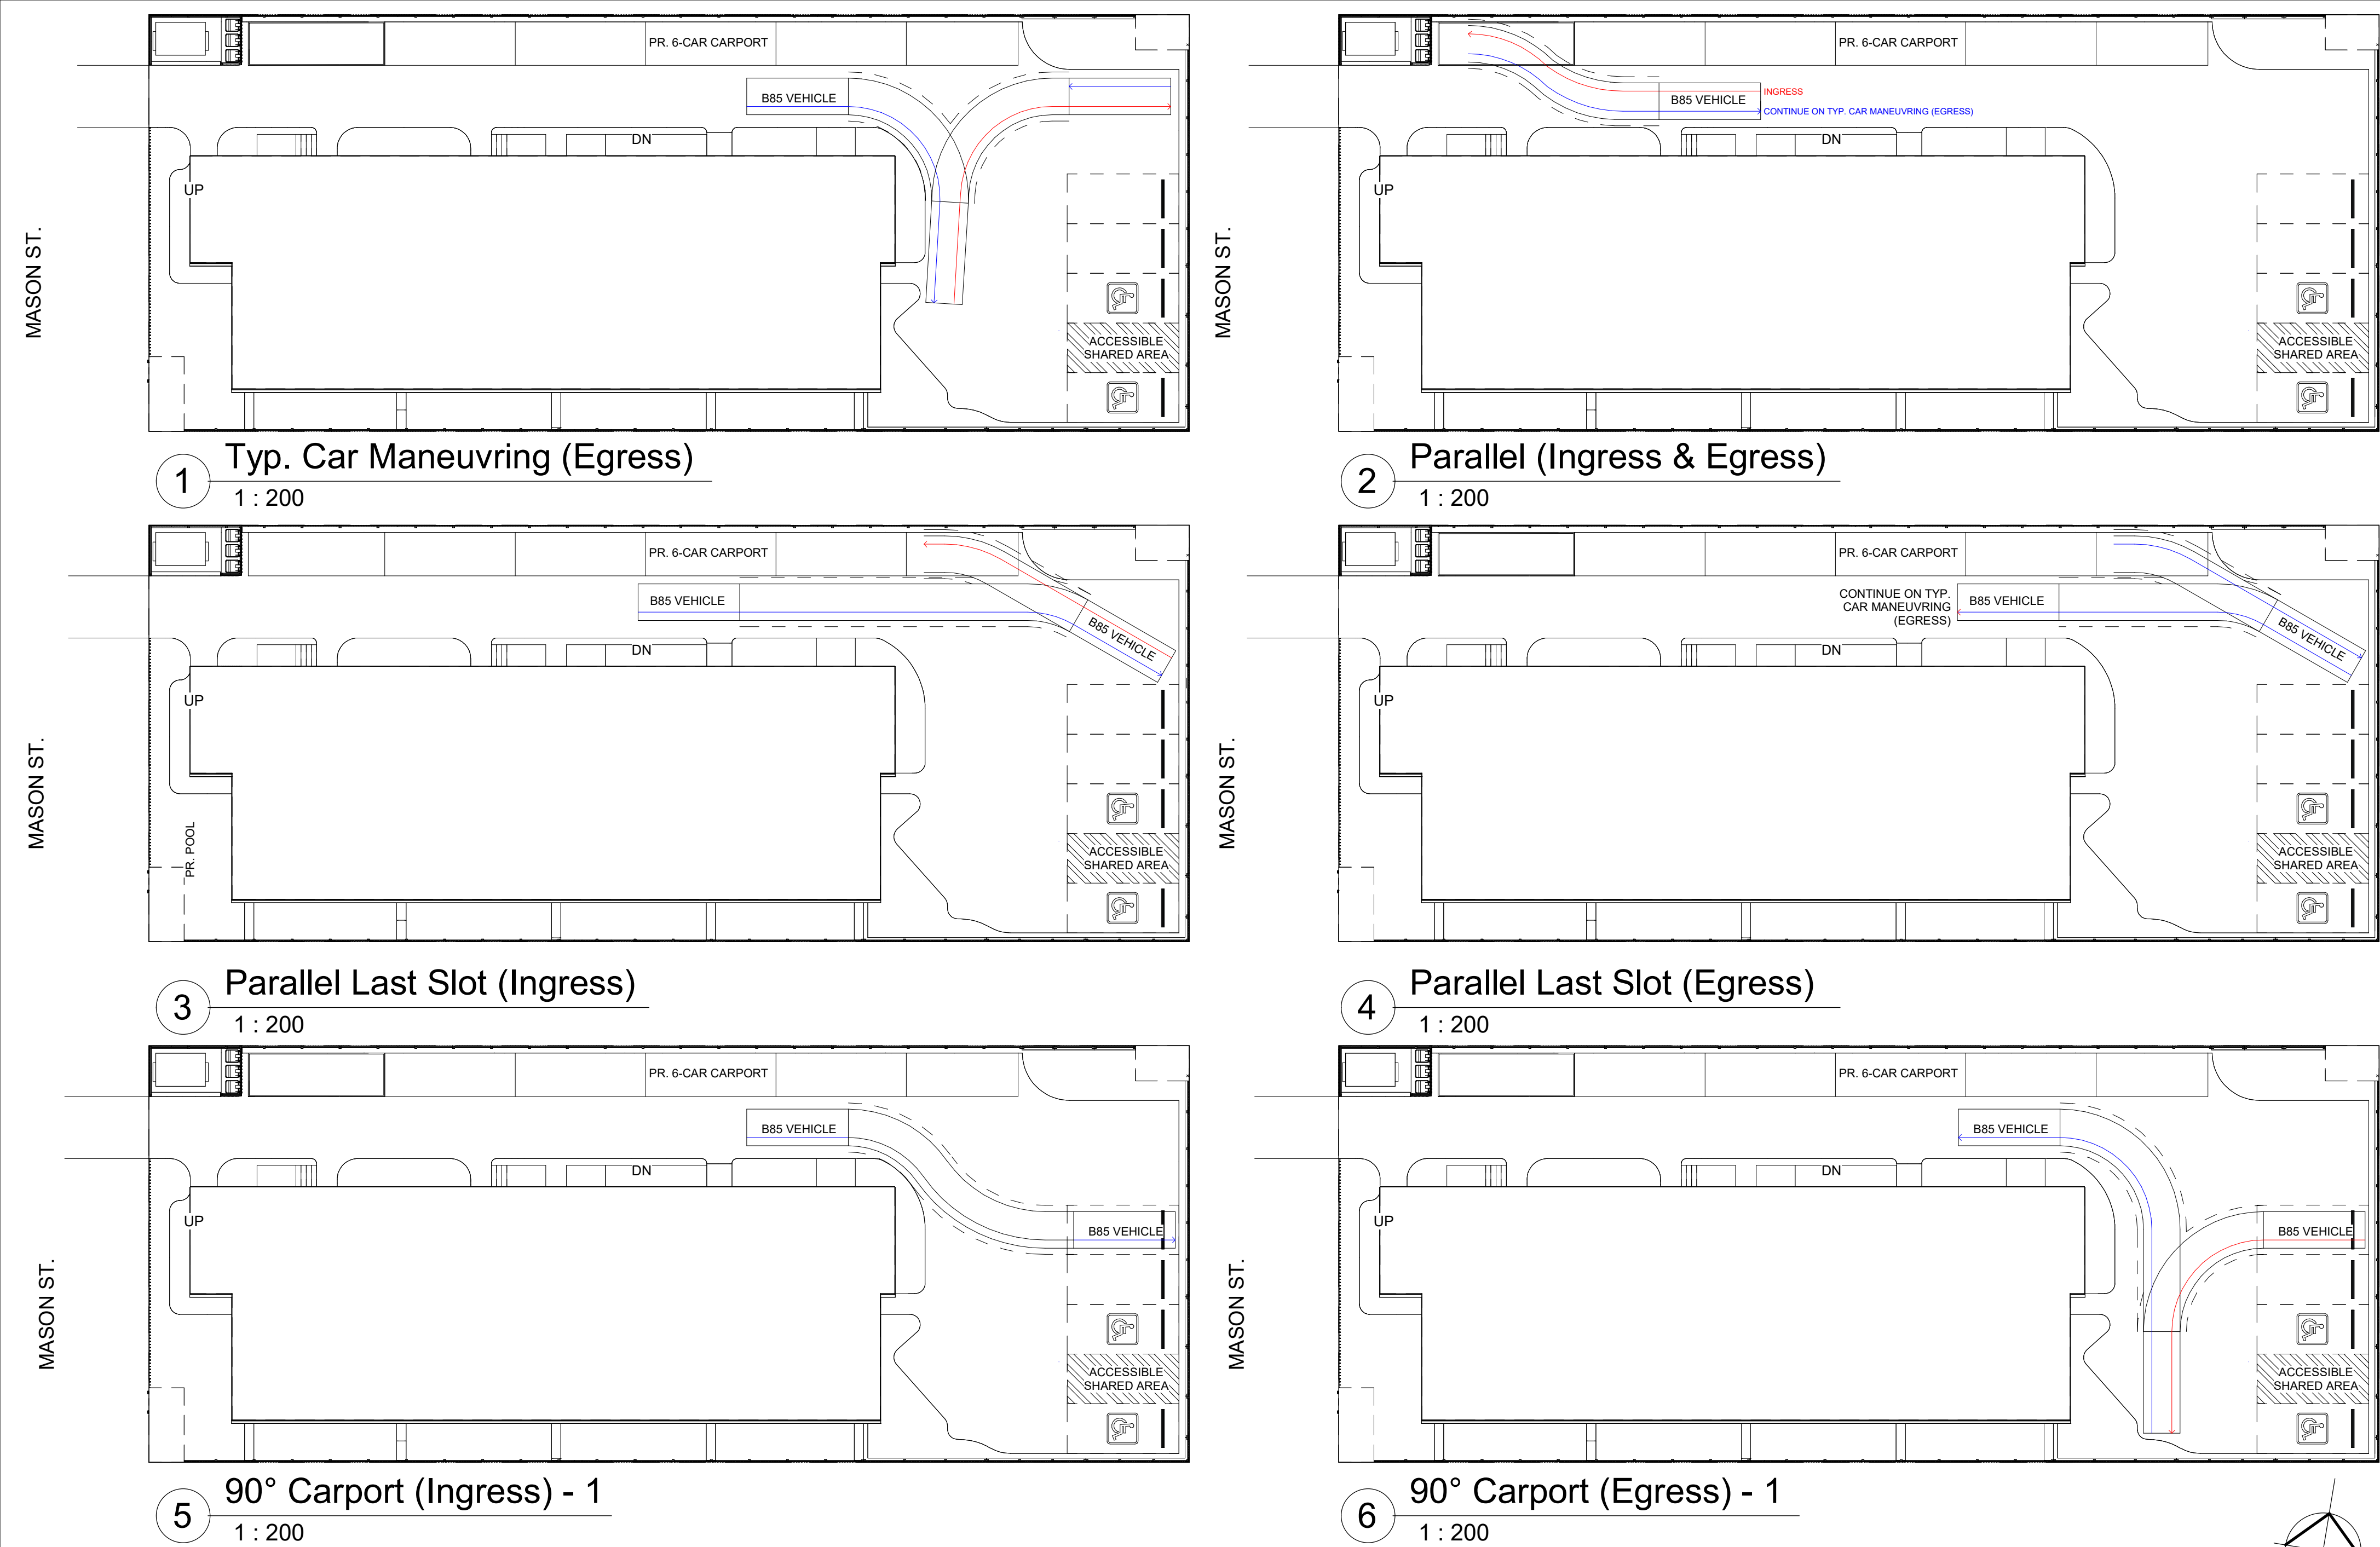 PR. 6-CAR CARPORT
B85 VEHICLE
DN
UP
MASON ST.
ACCESSIBLE
SHARED AREA
1
Typ. Car Maneuvring (Egress)
1 : 200
PR. 6-CAR CARPORT
B85 VEHICLE
INGRESS
CONTINUE ON TYP. CAR MANEUVRING (EGRESS)
DN
UP
MASON ST.
ACCESSIBLE
SHARED AREA
2
Parallel (Ingress & Egress)
1 : 200
PR. 6-CAR CARPORT
B85 VEHICLE
B85 VEHICLE
DN
UP
MASON ST.
PR. POOL
ACCESSIBLE
SHARED AREA
3
Parallel Last Slot (Ingress)
1 : 200
PR. 6-CAR CARPORT
CONTINUE ON TYP.
CAR MANEUVRING
(EGRESS)
B85 VEHICLE
B85 VEHICLE
DN
UP
MASON ST.
ACCESSIBLE
SHARED AREA
4
Parallel Last Slot (Egress)
1 : 200
PR. 6-CAR CARPORT
B85 VEHICLE
DN
UP
B85 VEHICLE
MASON ST.
ACCESSIBLE
SHARED AREA
5
90° Carport (Ingress) - 1
1 : 200
PR. 6-CAR CARPORT
B85 VEHICLE
DN
UP
B85 VEHICLE
MASON ST.
ACCESSIBLE
SHARED AREA
6
90° Carport (Egress) - 1
1 : 200